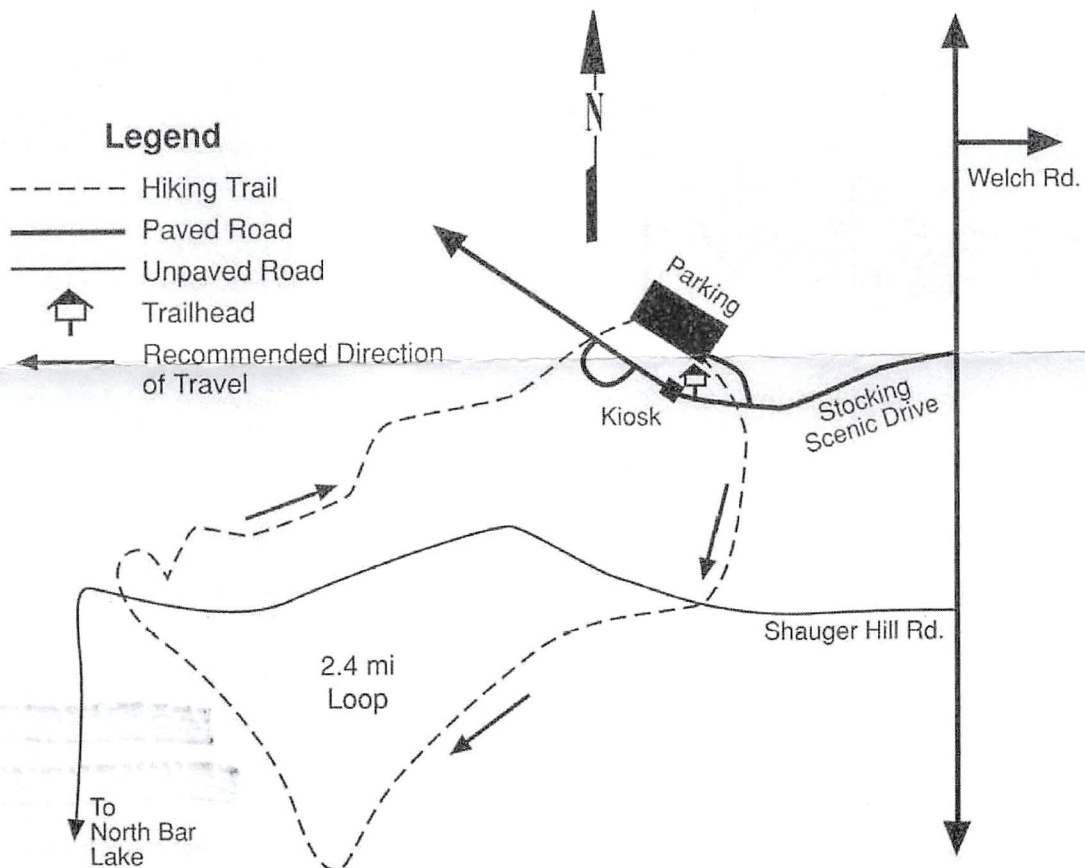 N
Legend
Hiking Trail
Paved Road
Unpaved Road
Trailhead
Recommended Direction
of Travel
Welch Rd.
Parking
Kiosk
Stocking
Scenic Drive
Shauger Hill Rd.
2.4 mi
Loop
To
North Bar
Lake